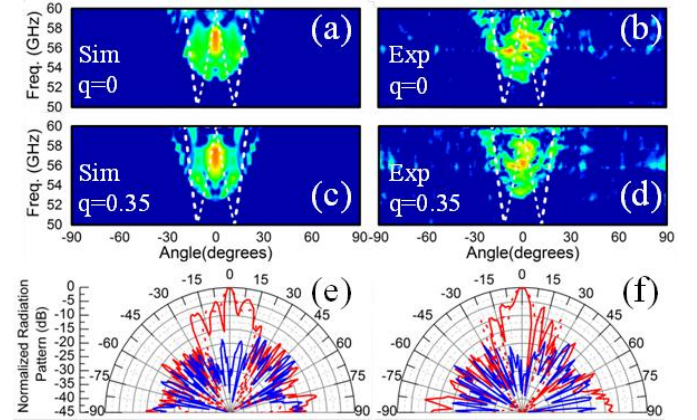 60 58 56 54 52 50
Freq. (GHz)
Sim
q=0
(a)
Exp
q=0
(b)
60 58 56 54 52 50
Freq. (GHz)
Sim
q=0.35
(c)
Exp
q=0.35
(d)
-90 -60 -30 0 30 60 90
-90 -60 -30 0 30 60 90
Angle(degrees)
Angle(degrees)
Normalized Radiation
Pattern (dB)
0 -5 -10 -15 -20 -25 -30 -35 -40 -45
-90 -75 -60 -45 -30 -15 0 15 30 45 60 75 90
(e)
-90 -75 -60 -45 -30 -15 0 15 30 45 60 75 90
(f)